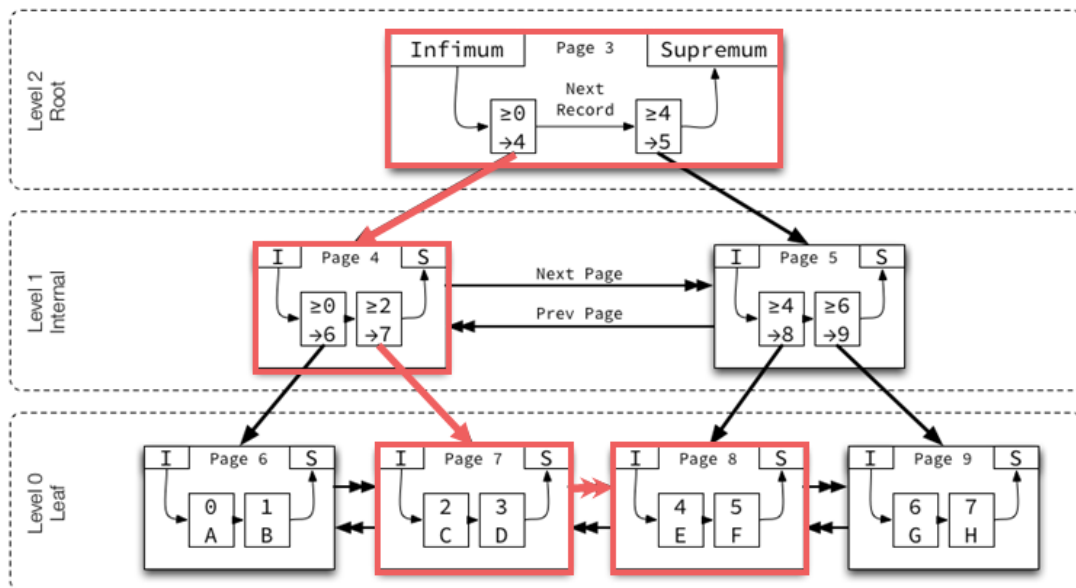 Level 2
Root
Infimum
Page 3
Supremum
Next
Record
≥0
→4
≥4
→5
Level 1
Internal
I
Page 4
S
≥0
→6
≥2
→7
Next Page
Prev Page
I
Page 5
S
≥4
→8
≥6
→9
Level 0
Leaf
I
Page 6
S
0
A
1
B
I
Page 7
S
2
C
3
D
I
Page 8
S
4
E
5
F
I
Page 9
S
6
G
7
H